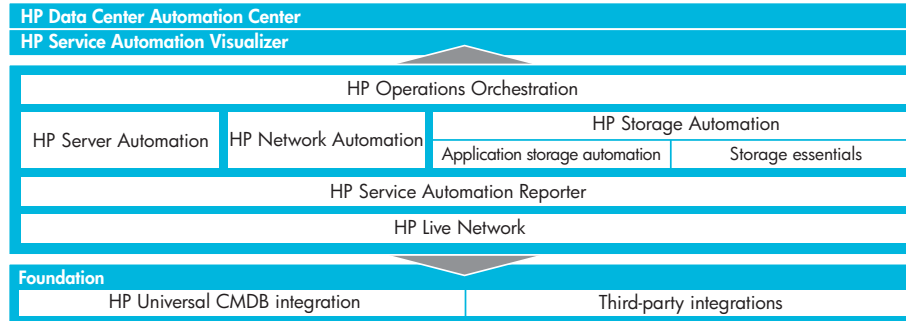 HP Data Center Automation Center
HP Service Automation Visualizer
HP Operations Orchestration
HP Server Automation
HP Network Automation
HP Storage Automation
Application storage automation
Storage essentials
HP Service Automation Reporter
HP Live Network
Foundation
HP Universal CMDB integration
Third-party integrations